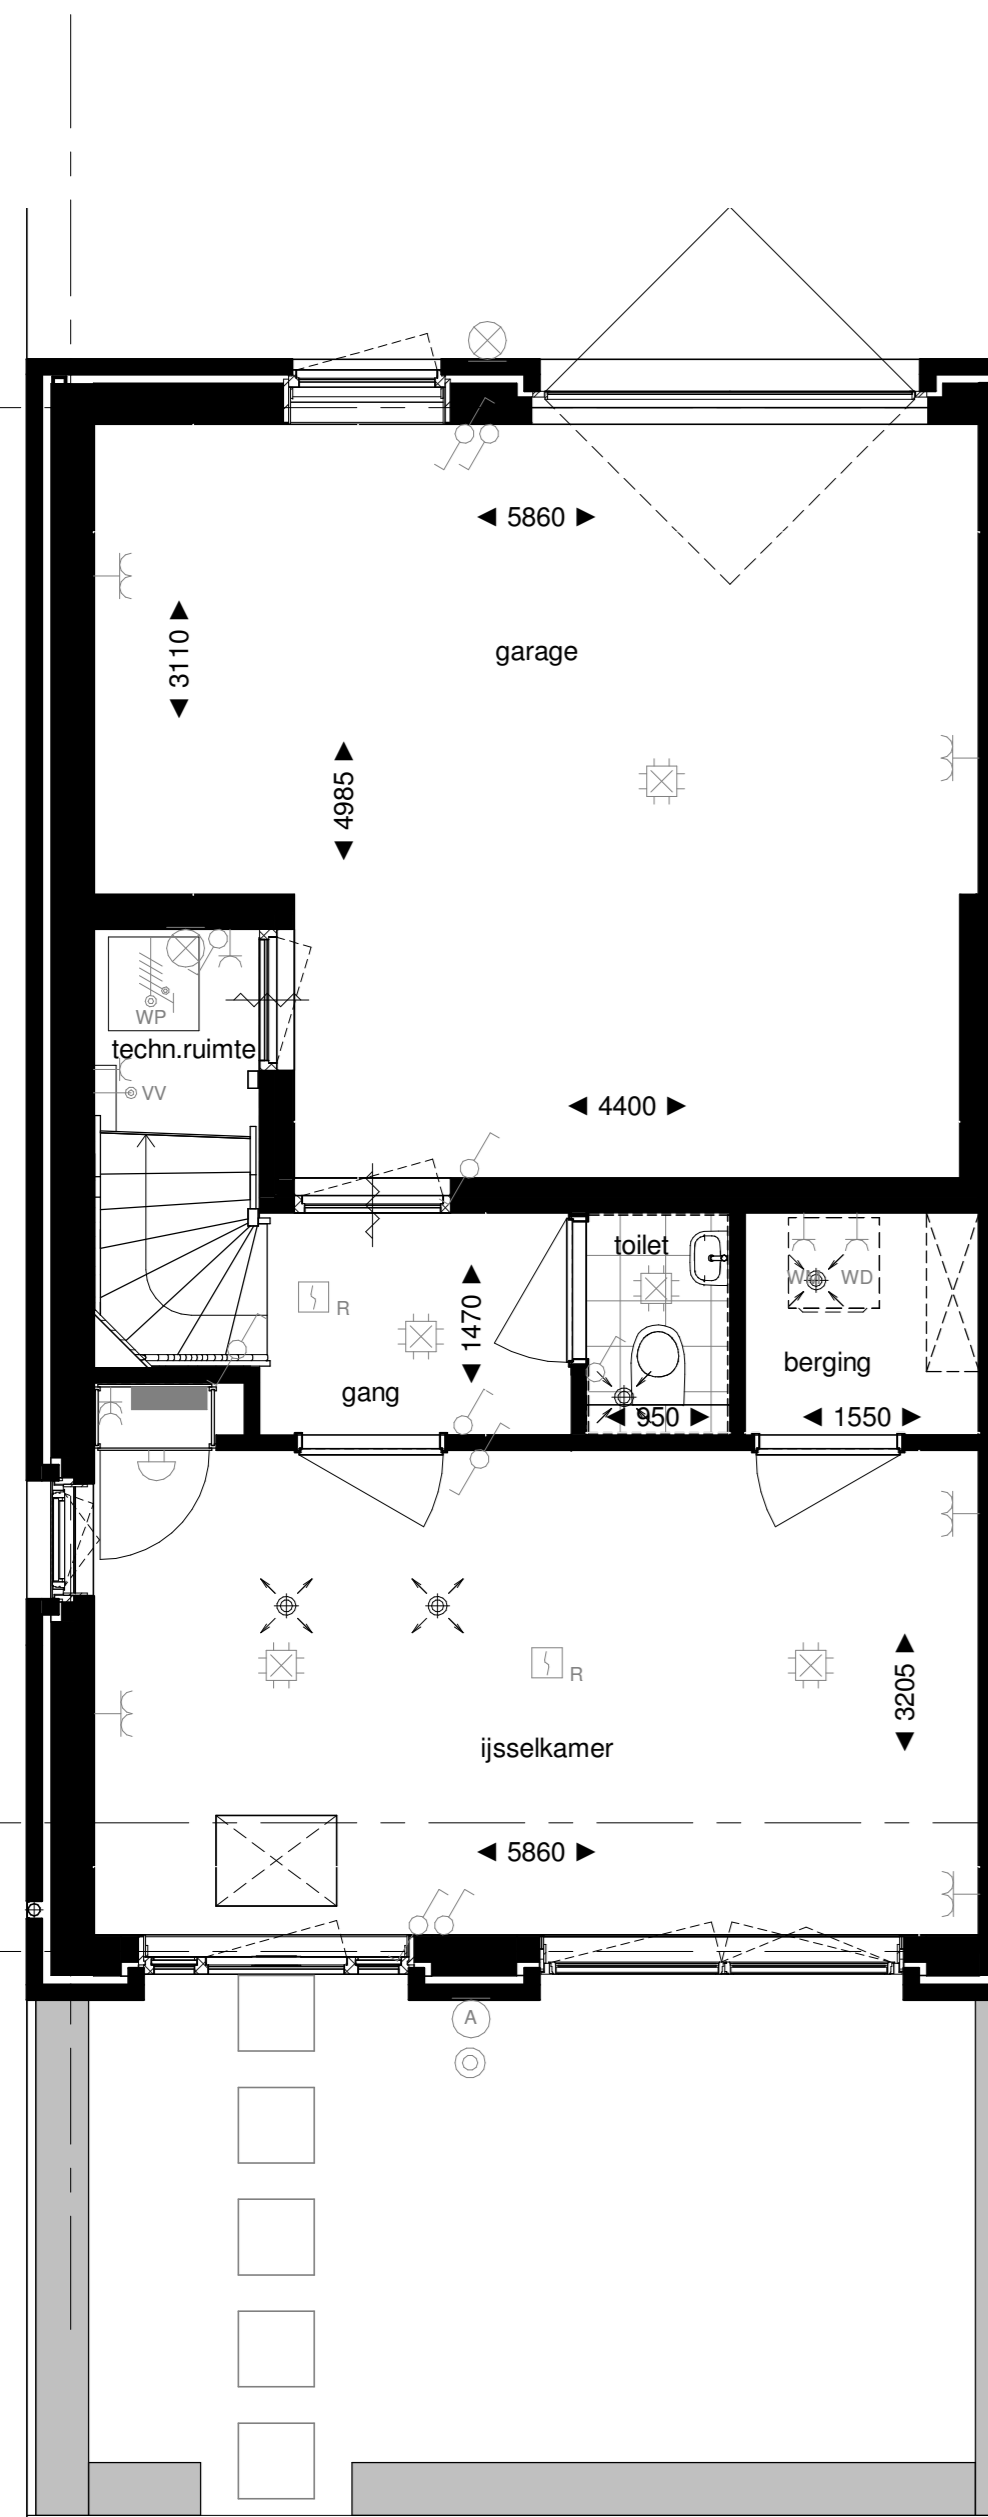 5860
3110
garage
4985
WP
techn.ruimte
VV
4400
toilet
WD
R
1470
berging
gang
950
1550
3205
R
ijsselkamer
5860
A